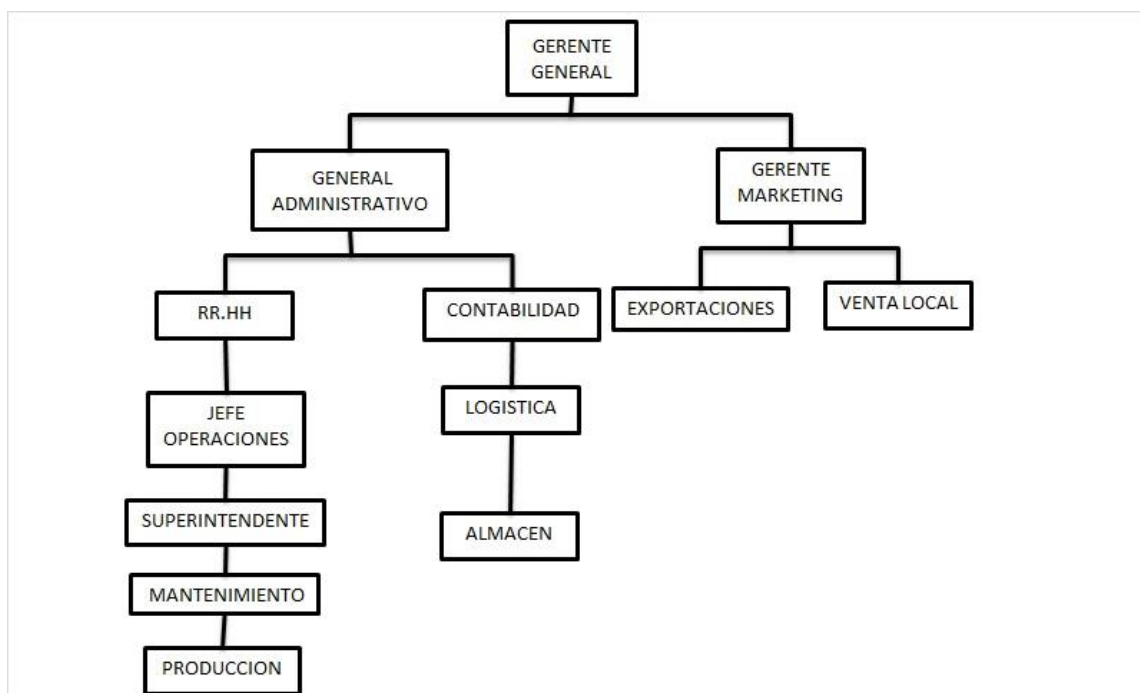 GERENTE
GENERAL
GENERAL
ADMINISTRATIVO
GERENTE
MARKETING
RR.HH
CONTABILIDAD
EXPORTACIONES
VENTA LOCAL
JEFE
OPERACIONES
LOGISTICA
SUPERINTENDENTE
ALMACEN
MANTENIMIENTO
PRODUCCION